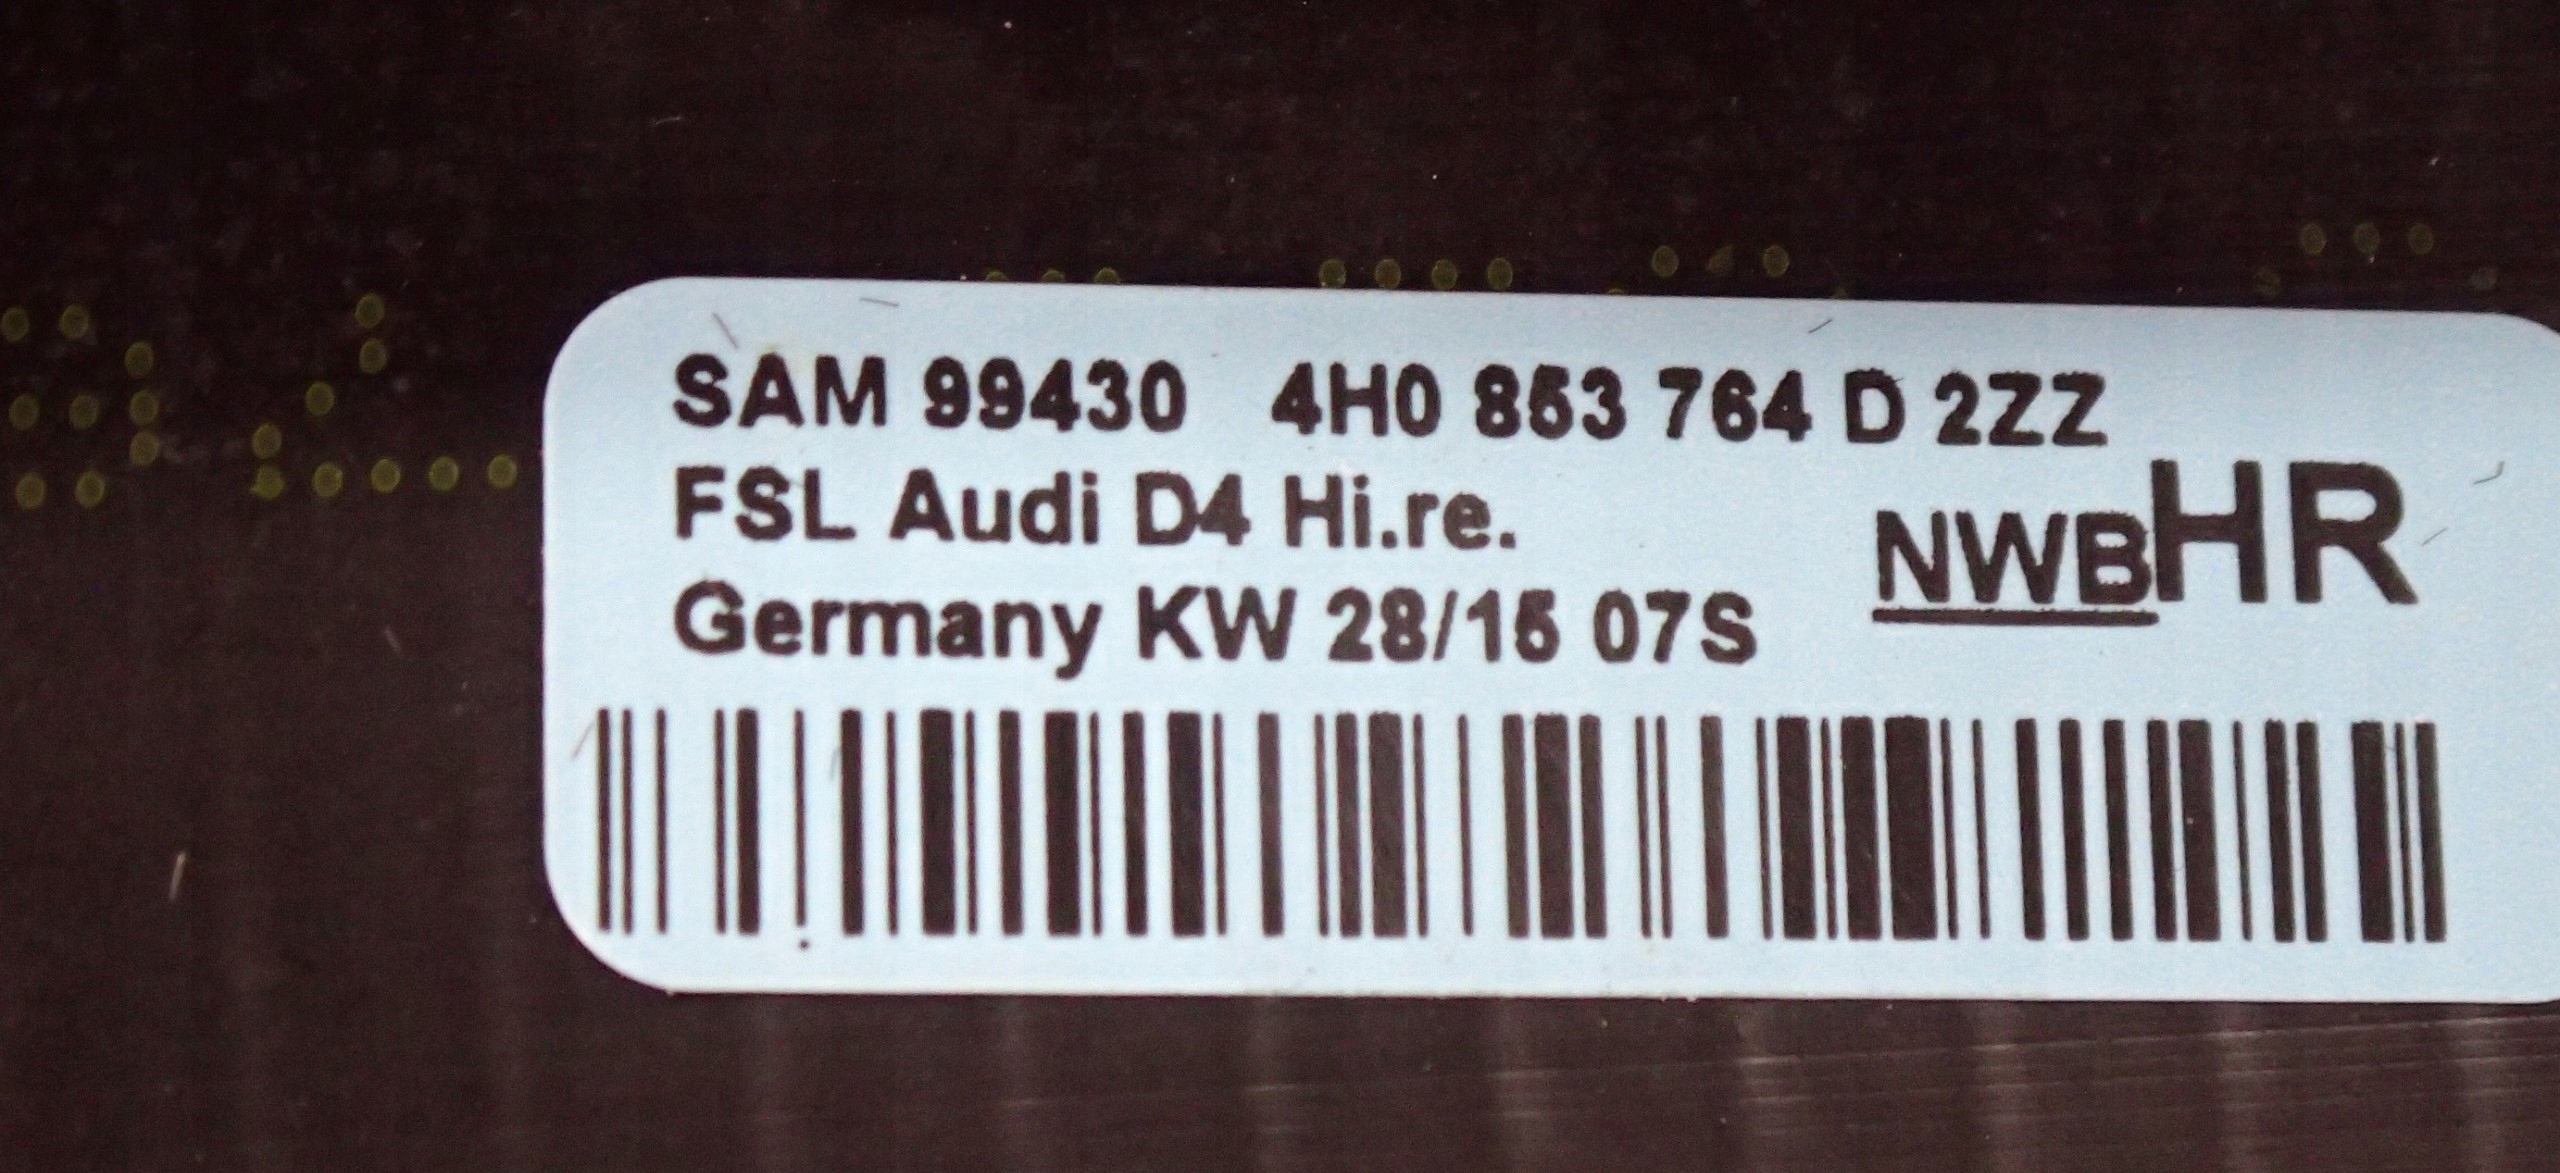 SAM 99430 4H0 853 764 D 2ZZ
FSL Audi D4 Hi.re.
NWBHR
Germany KW 28/15 07S